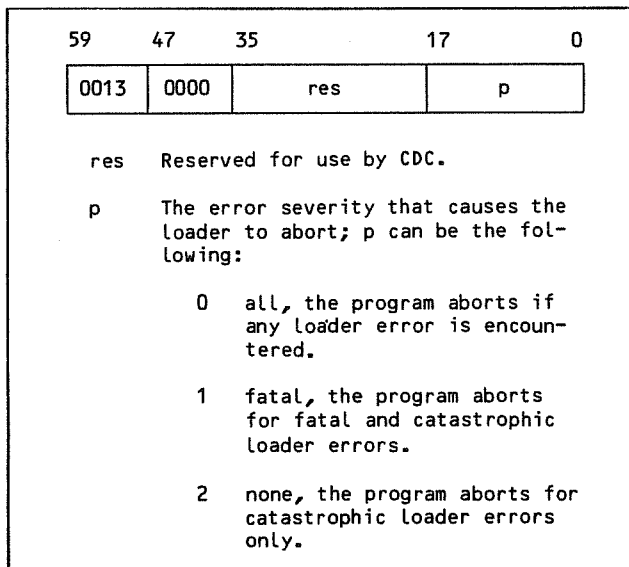 59 47 35 17 0
0013 0000 res p
res Reserved for use by CDC.
p The error severity that causes the
loader to abort; p can be the fol-
lowing:
0 all, the program aborts if
any loader error is encoun-
tered.
1 fatal, the program aborts
for fatal and catastrophic
loader errors.
2 none, the program aborts for
catastrophic loader errors
only.